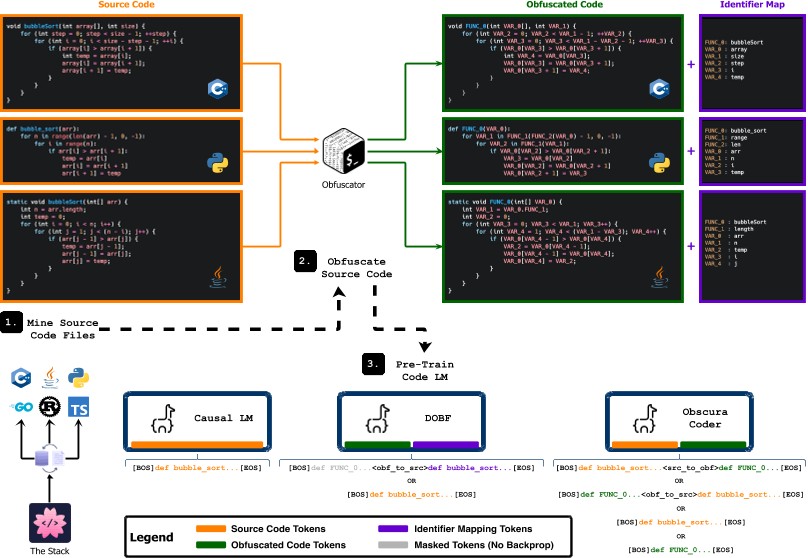 Source Code
Obfuscated Code
Identifier Map
void bubbleSort(int array[], int size) {
for (int step = 0; step < size - 1; ++step) {
for (int i = 0; i < size - step - 1; ++i) {
if (array[i] > array[i + 1]) {
int temp = array[i];
array[i] = array[i + 1];
array[i + 1] = temp;
}
}
}
}
void FUNC_0(int VAR_0[], int VAR_1) {
for (int VAR_2 = 0; VAR_2 < VAR_1 - 1; ++VAR_2) {
for (int VAR_3 = 0; VAR_3 < VAR_1 - VAR_2 - 1; ++VAR_3) {
if (VAR_0[VAR_3] > VAR_0[VAR_3 + 1]) {
int VAR_4 = VAR_0[VAR_3];
VAR_0[VAR_3] = VAR_0[VAR_3 + 1];
VAR_0[VAR_3 + 1] = VAR_4;
}
}
}
}
+
FUNC_0: bubbleSort
VAR_0 : array
VAR_1 : size
VAR_2 : step
VAR_3 : i
VAR_4 : temp
def bubble_sort(arr):
for n in range(len(arr) - 1, 0, -1):
for i in range(n):
if arr[i] > arr[i + 1]:
temp = arr[i]
arr[i] = arr[i + 1]
arr[i + 1] = temp
$_
Obfuscator
def FUNC_0(VAR_0):
for VAR_1 in FUNC_1(FUNC_2(VAR_0) - 1, 0, -1):
for VAR_2 in FUNC_1(VAR_1):
if VAR_0[VAR_2] > VAR_0[VAR_2 + 1]:
VAR_3 = VAR_0[VAR_2]
VAR_0[VAR_2] = VAR_0[VAR_2 + 1]
VAR_0[VAR_2 + 1] = VAR_3
+
FUNC_0: bubble_sort
FUNC_1: range
FUNC_2: len
VAR_0 : arr
VAR_1 : n
VAR_2 : i
VAR_3 : temp
static void bubbleSort(int[] arr) {
int n = arr.length;
int temp = 0;
for (int i = 0; i < n; i++) {
for (int j = 1; j < (n - i); j++) {
if (arr[j - 1] > arr[j]) {
temp = arr[j - 1];
arr[j - 1] = arr[j];
arr[j] = temp;
}
}
}
}
static void FUNC_0(int[] VAR_0) {
int VAR_1 = VAR_0.FUNC_1;
int VAR_2 = 0;
for (int VAR_3 = 0; VAR_3 < VAR_1; VAR_3++) {
for (int VAR_4 = 1; VAR_4 < (VAR_1 - VAR_3); VAR_4++) {
if (VAR_0[VAR_4 - 1] > VAR_0[VAR_4]) {
VAR_2 = VAR_0[VAR_4 - 1];
VAR_0[VAR_4 - 1] = VAR_0[VAR_4];
VAR_0[VAR_4] = VAR_2;
}
}
}
}
+
FUNC_0 : bubbleSort
FUNC_1 : length
VAR_0 : arr
VAR_1 : n
VAR_2 : temp
VAR_3 : i
VAR_4 : j
2. Obfuscate
Source Code
1. Mine Source
Code Files
3. Pre-Train
Code LM
GO
TS
The Stack
Causal LM
DOBF
Obscura
Coder
[BOS]def bubble_sort...[EOS]
[BOS]def FUNC_0...<obf_to_src>def bubble_sort...[EOS]
OR
[BOS]def bubble_sort...[EOS]
[BOS]def bubble_sort...<src_to_obf>def FUNC_0...[EOS]
OR
[BOS]def FUNC_0...<obf_to_src>def bubble_sort...[EOS]
OR
[BOS]def bubble_sort...[EOS]
OR
[BOS]def FUNC_0...[EOS]
Legend
Source Code Tokens
Identifier Mapping Tokens
Obfuscated Code Tokens
Masked Tokens (No Backprop)